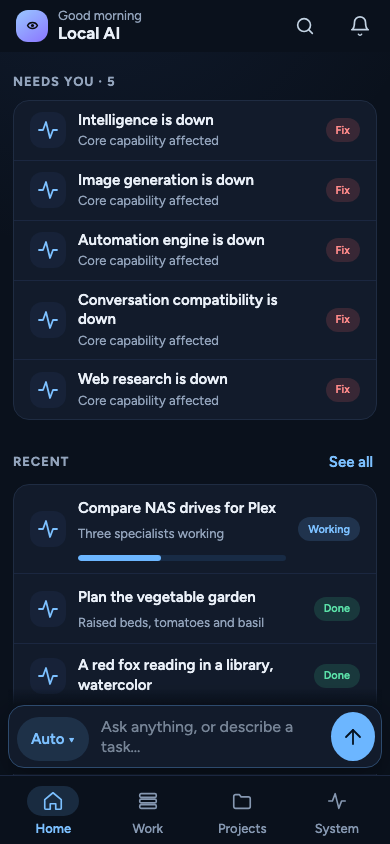 Good morning
Local AI
NEEDS YOU · 5
Intelligence is down
Core capability affected
Fix
Image generation is down
Core capability affected
Fix
Automation engine is down
Core capability affected
Fix
Conversation compatibility is
down
Core capability affected
Fix
Web research is down
Core capability affected
Fix
RECENT
See all
Compare NAS drives for Plex
Three specialists working
Working
Plan the vegetable garden
Raised beds, tomatoes and basil
Done
A red fox reading in a library,
watercolor
Done
Auto ▾
Ask anything, or describe a
task...
Home
Work
Projects
System